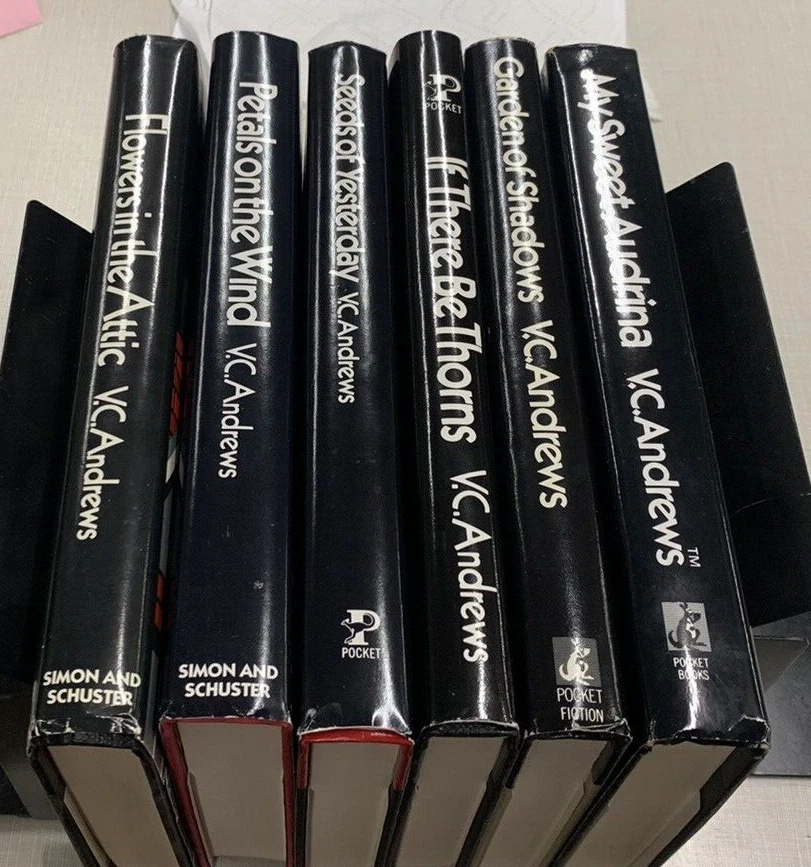 Flowers in the Attic V.C. Andrews
SIMON AND
SCHUSTER
Petals on the Wind V.C. Andrews
SIMON AND
SCHUSTER
Seeds of Yesterday V.C. Andrews
POCKET
POCKET
If There Be Thorns V.C. Andrews
Garden of Shadows V.C. Andrews
POCKET
FICTION
My Sweet Audrina V.C. Andrews™
POCKET
BOOKS